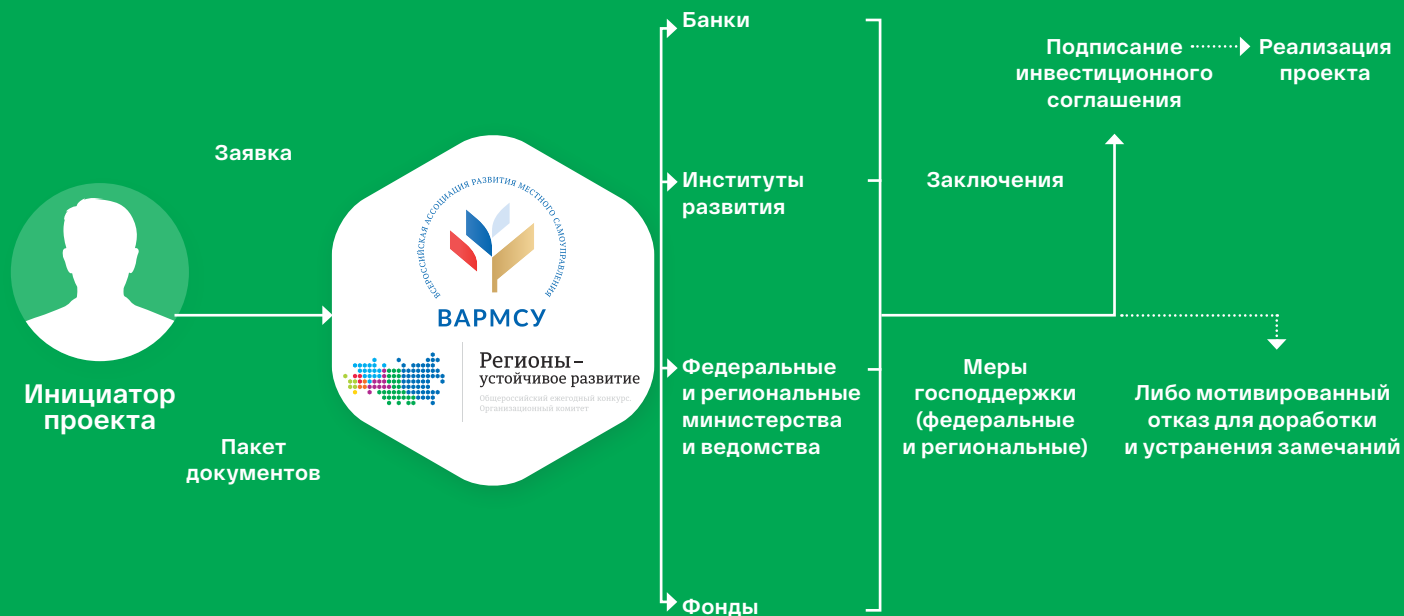 Заявка
Инициатор
проекта
Пакет
документов
ВСЕРОССИЙСКАЯ АССОЦИАЦИЯ РАЗВИТИЯ МЕСТНОГО САМОУПРАВЛЕНИЯ
ВАРМСУ
Регионы–
устойчивое развитие
Общероссийский ежегодный конкурс.
Организационный комитет
Банки
Институты
развития
Федеральные
и региональные
министерства
и ведомства
Фонды
Заключения
Меры
господдержки
(федеральные
и региональные)
Подписание
инвестиционного
соглашения
Реализация
проекта
Либо мотивированный
отказ для доработки
и устранения замечаний